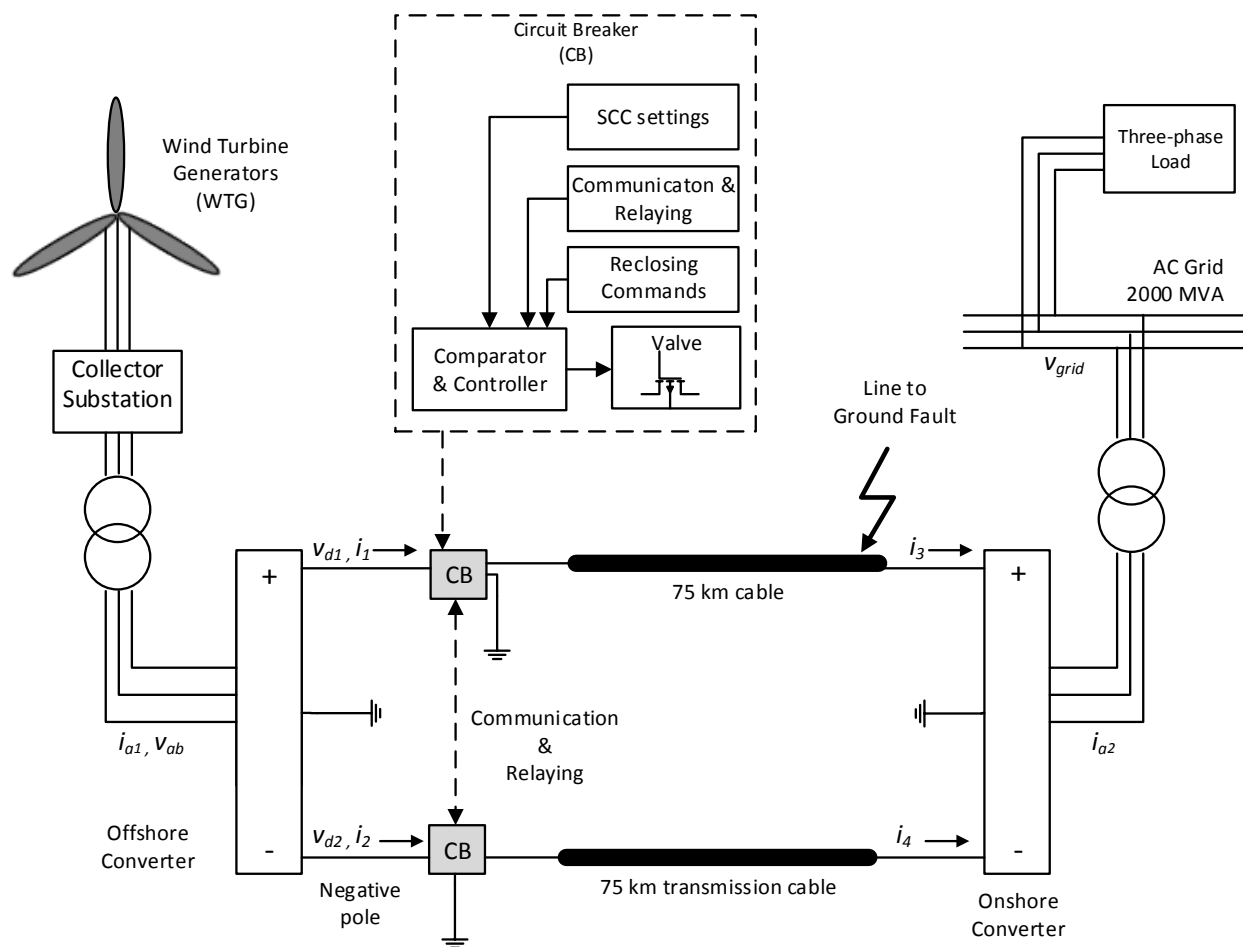 Circuit Breaker
(CB)
SCC settings
Communicaton &
Relaying
Reclosing
Commands
Comparator
& Controller
Valve
Wind Turbine
Generators
(WTG)
Three-phase
Load
AC Grid
2000 MVA
v_grid
Collector
Substation
Line to
Ground Fault
v_d1 , i_1
i_3
+
CB
+
75 km cable
Communication
&
Relaying
i_a1 , v_ab
i_a2
Offshore
Converter
v_d2 , i_2
i_4
-
CB
-
Negative
pole
75 km transmission cable
Onshore
Converter